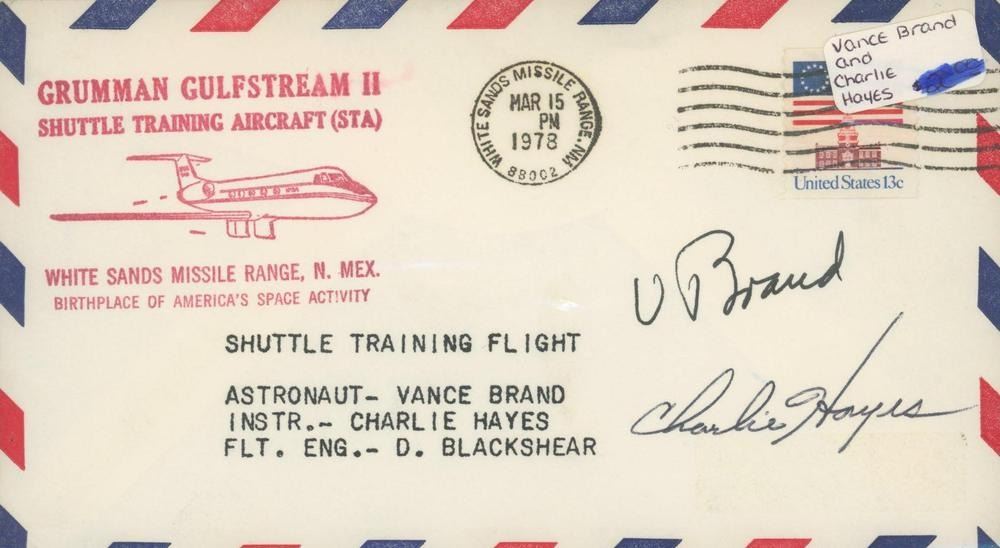 GRUMMAN GULFSTREAM II
SHUTTLE TRAINING AIRCRAFT (STA)
WHITE SANDS MISSILE RANGE, N. MEX.
BIRTHPLACE OF AMERICA'S SPACE ACTIVITY
WHITE SANDS MISSILE RANGE, NM
MAR 15
PM
1978
88002
Vance Brand
and
Charlie
Hayes
United States 13c
V Brand
Charlie Hayes
SHUTTLE TRAINING FLIGHT
ASTRONAUT- VANCE BRAND
INSTR.- CHARLIE HAYES
FLT. ENG.- D. BLACKSHEAR